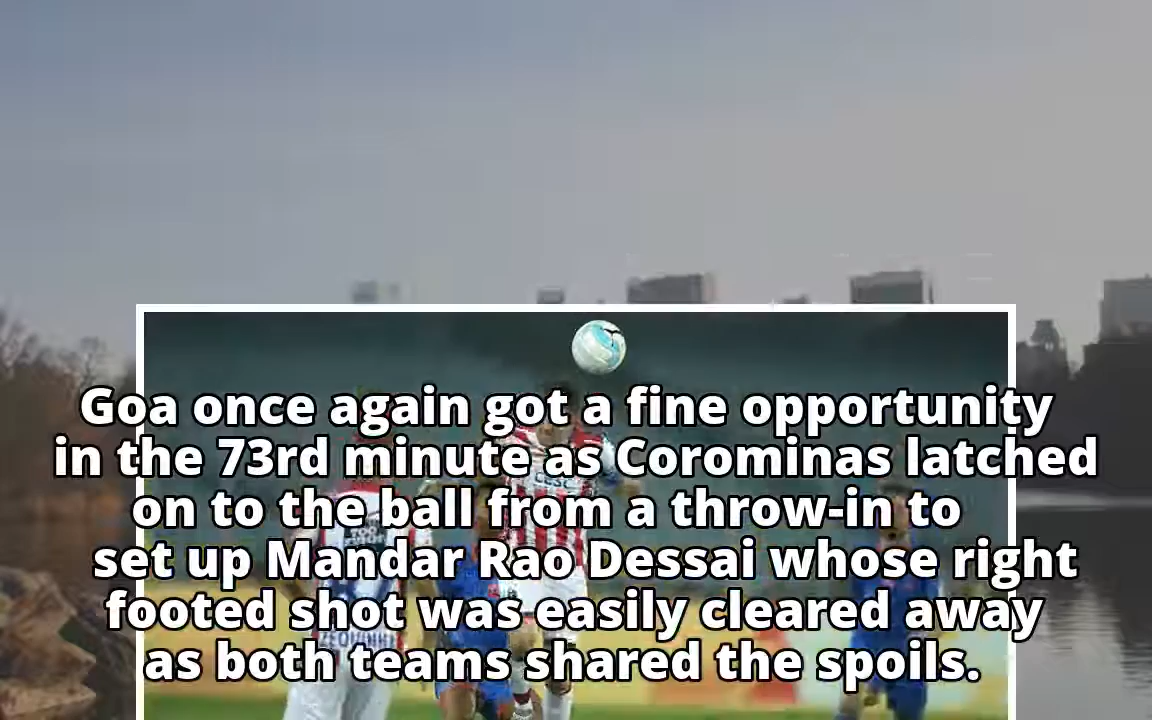 Goa once again got a fine opportunity
in the 73rd minute as Corominas latched
on to the ball from a throw-in to
set up Mandar Rao Dessai whose right
footed shot was easily cleared away
as both teams shared the spoils.
ZEQUINHA